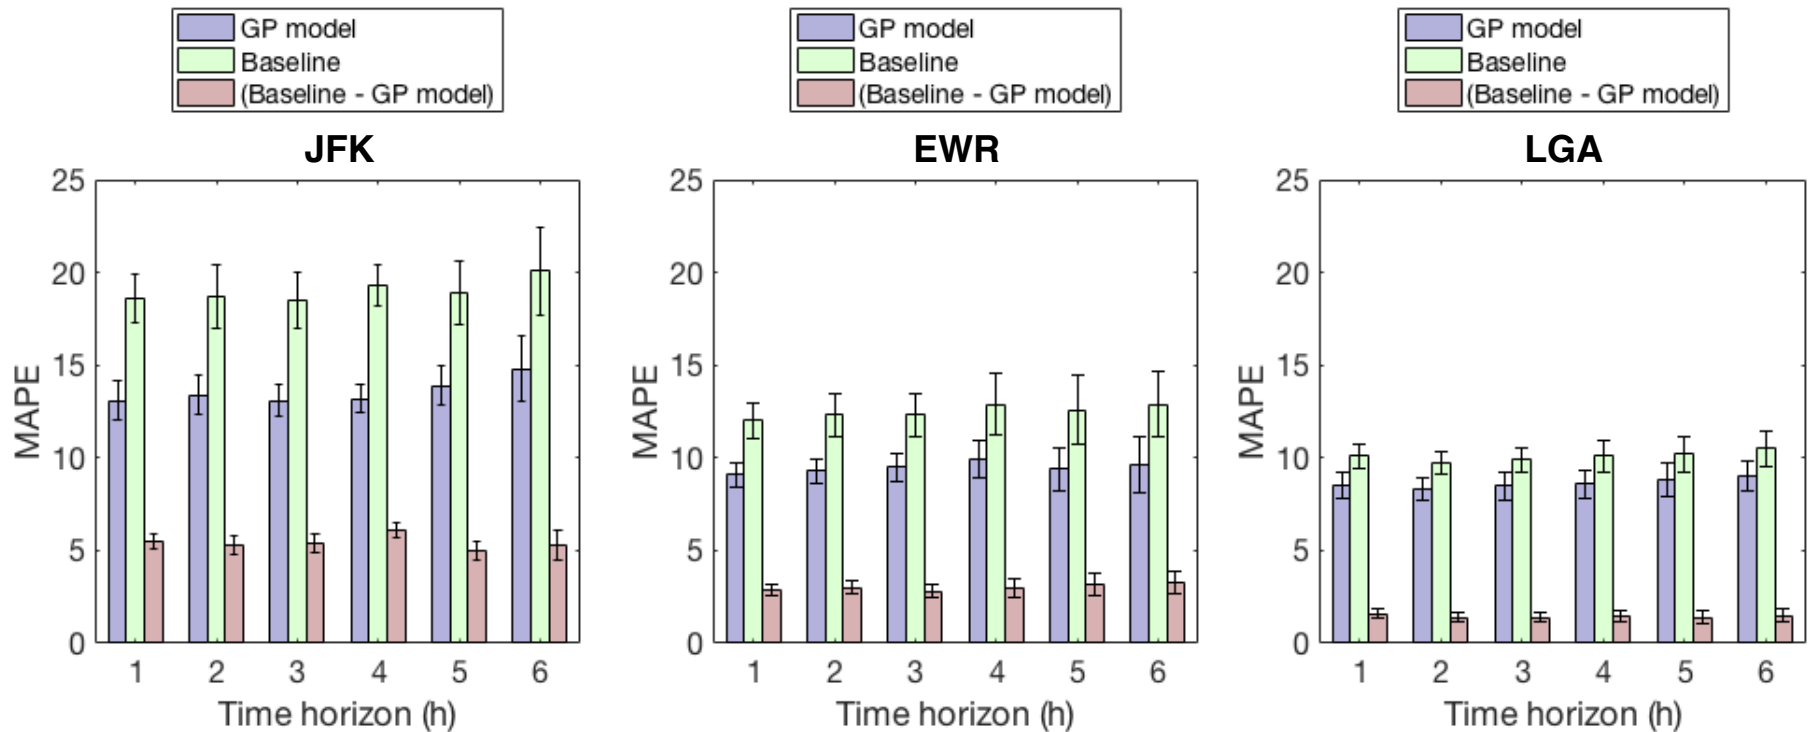 GP model
Baseline
(Baseline - GP model)
JFK
25
20
15
10
5
0
MAPE
1 2 3 4 5 6
Time horizon (h)
GP model
Baseline
(Baseline - GP model)
EWR
25
20
15
10
5
0
MAPE
1 2 3 4 5 6
Time horizon (h)
GP model
Baseline
(Baseline - GP model)
LGA
25
20
15
10
5
0
MAPE
1 2 3 4 5 6
Time horizon (h)